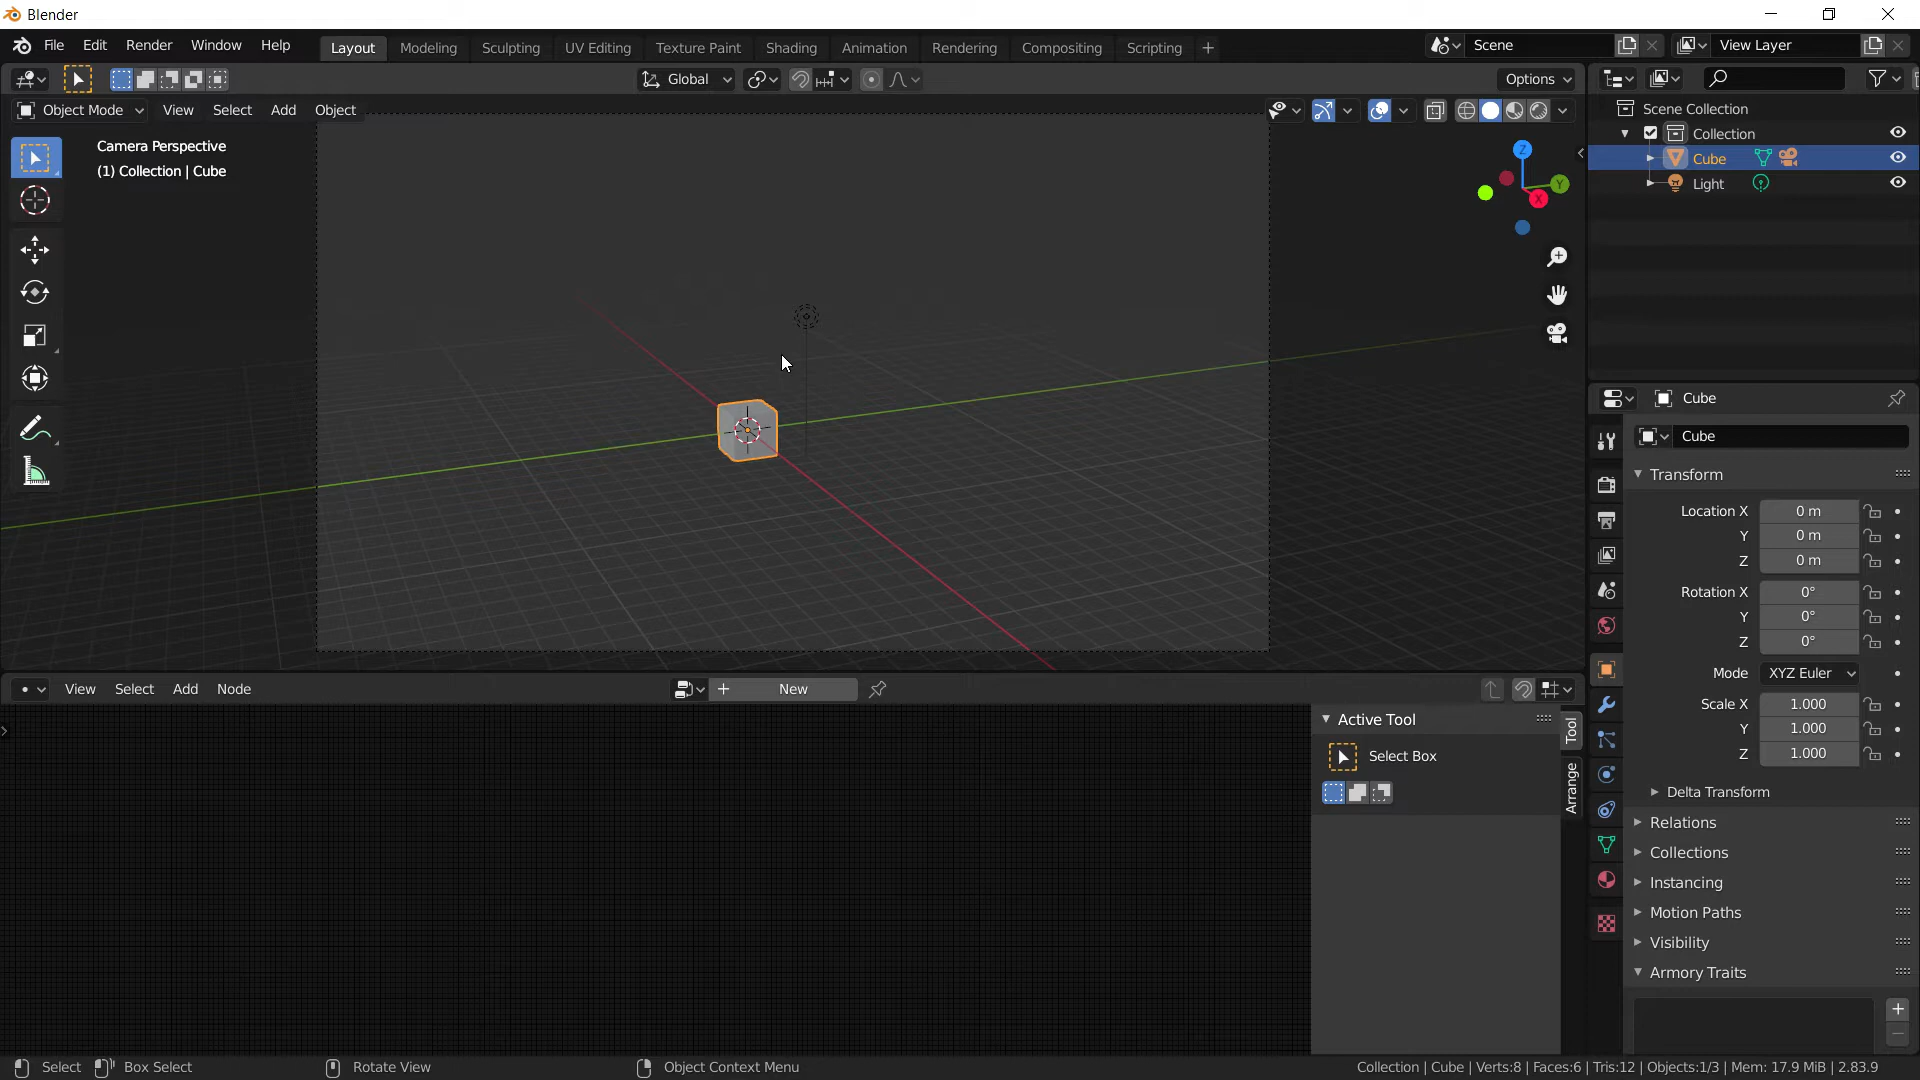 Blender
File Edit Render Window Help Layout Modeling Sculpting UV Editing Texture Paint Shading Animation Rendering Compositing Scripting + Scene View Layer
Global Options
Object Mode View Select Add Object
Scene Collection
Collection
Cube
Light
Camera Perspective
(1) Collection | Cube
Z
Y
X
Cube
Cube
Transform
Location X 0 m
Y 0 m
Z 0 m
Rotation X 0°
Y 0°
Z 0°
Mode XYZ Euler
Scale X 1.000
Y 1.000
Z 1.000
Delta Transform
Relations
Collections
Instancing
Motion Paths
Visibility
Armory Traits
View Select Add Node + New
Active Tool
Select Box
Tool
Arrange
Select Box Select Rotate View Object Context Menu Collection | Cube | Verts:8 | Faces:6 | Tris:12 | Objects:1/3 | Mem: 17.9 MiB | 2.83.9